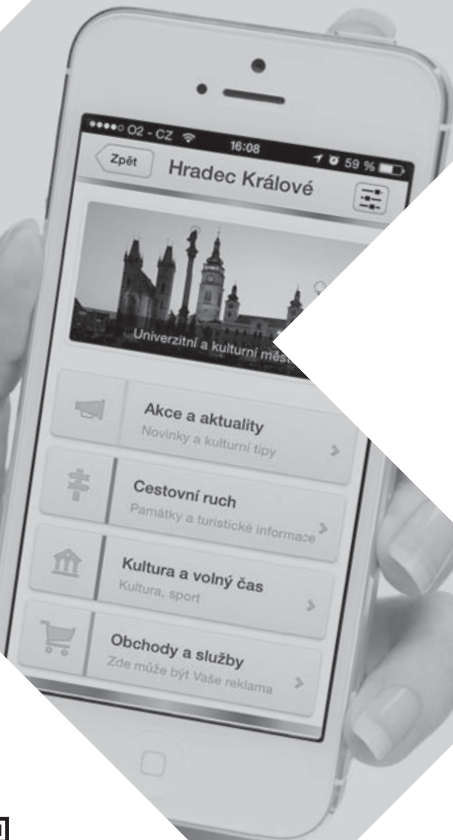 O2 - CZ 16:08 59 %
Zpět Hradec Králové
Univerzitní a kulturní
Akce a aktuality
Novinky a kulturní tipy
Cestovní ruch
Památky a turistické informace
Kultura a volný čas
Kultura, sport
Obchody a služby
Zde může být Vaše reklama